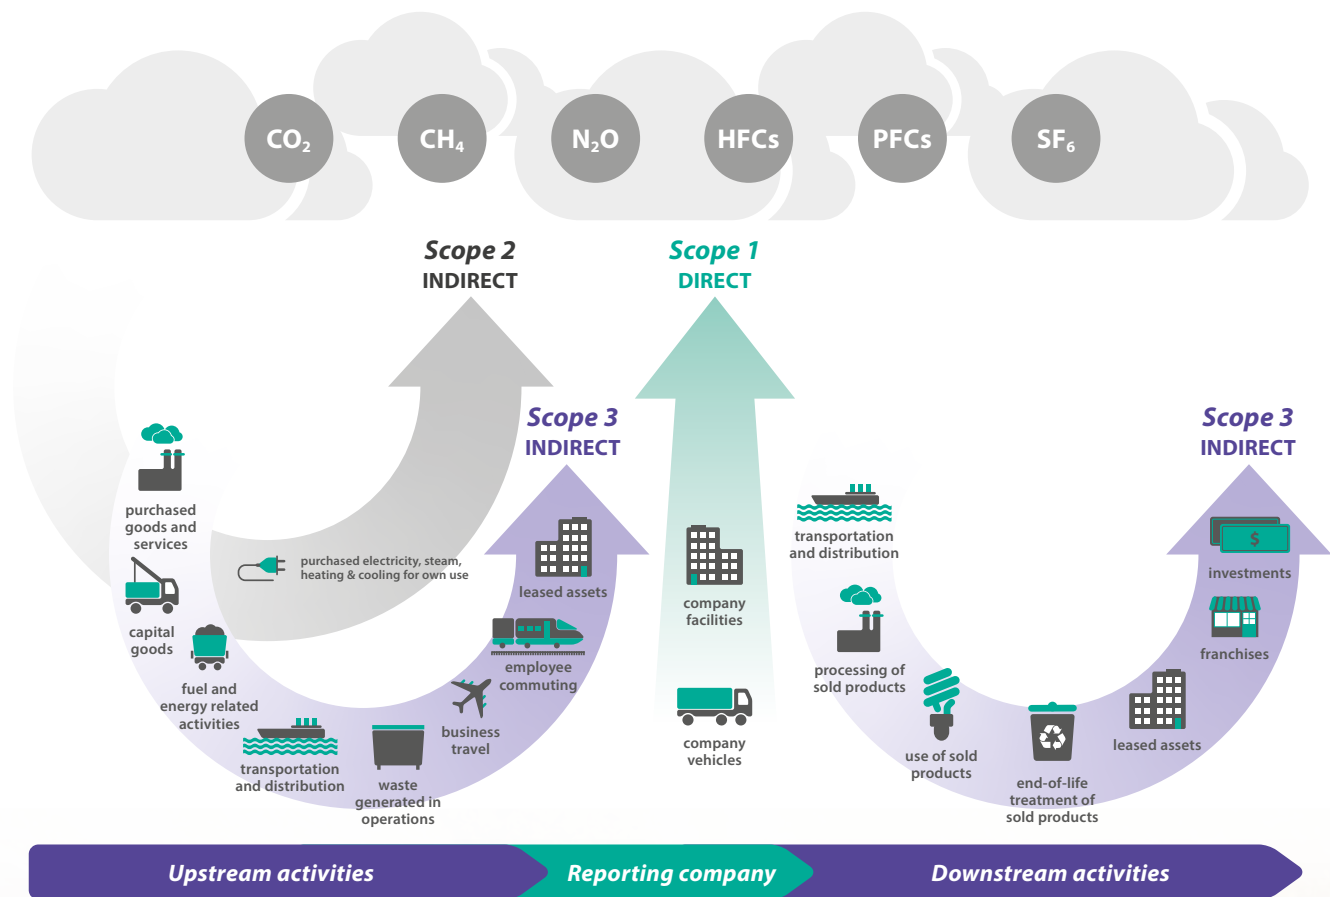 CO₂
CH₄
N₂O
HFCs
PFCs
SF₆
Scope 2
INDIRECT
Scope 1
DIRECT
Scope 3
INDIRECT
Scope 3
INDIRECT
purchased
goods and
services
capital
goods
fuel and
energy related
activities
transportation
and distribution
waste
generated in
operations
business
travel
employee
commuting
leased assets
purchased electricity, steam,
heating & cooling for own use
company
facilities
company
vehicles
transportation
and distribution
processing of
sold products
use of sold
products
end-of-life
treatment of
sold products
leased assets
franchises
$
investments
Upstream activities
Reporting company
Downstream activities